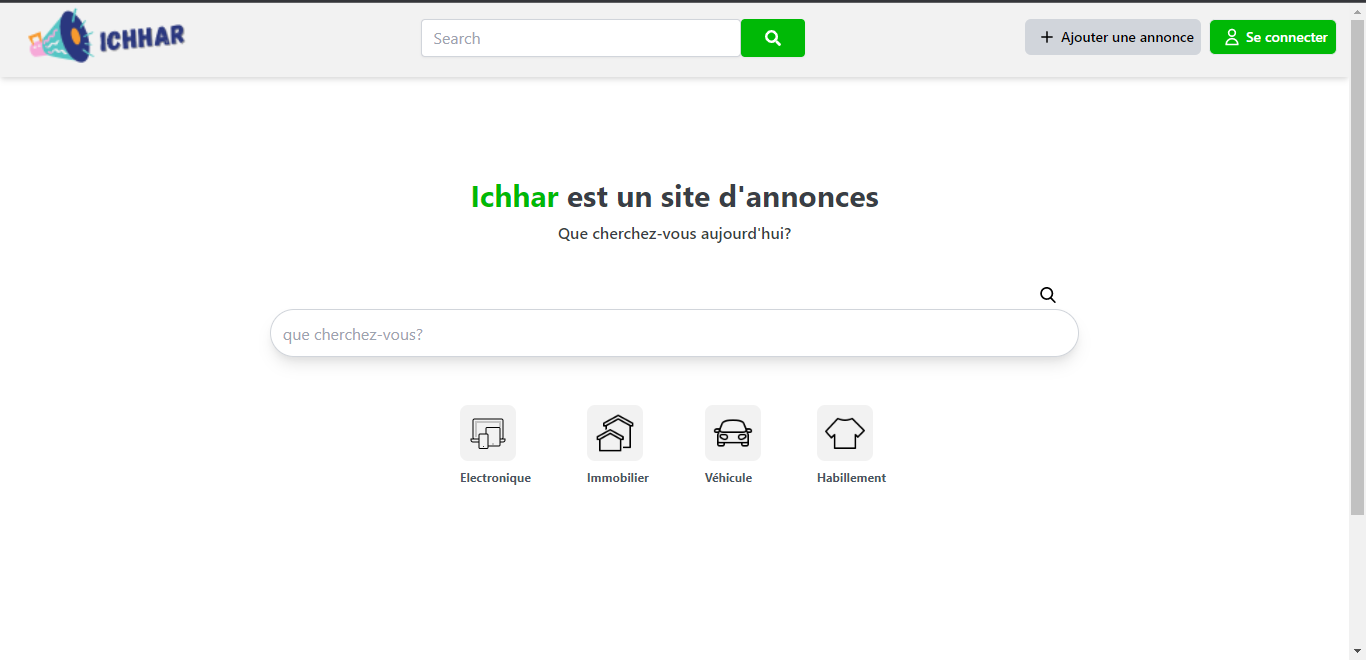 ICHHAR
Search
Ajouter une annonce
Se connecter
Ichhar est un site d'annonces
Que cherchez-vous aujourd'hui?
que cherchez-vous?
Electronique
Immobilier
Véhicule
Habillement